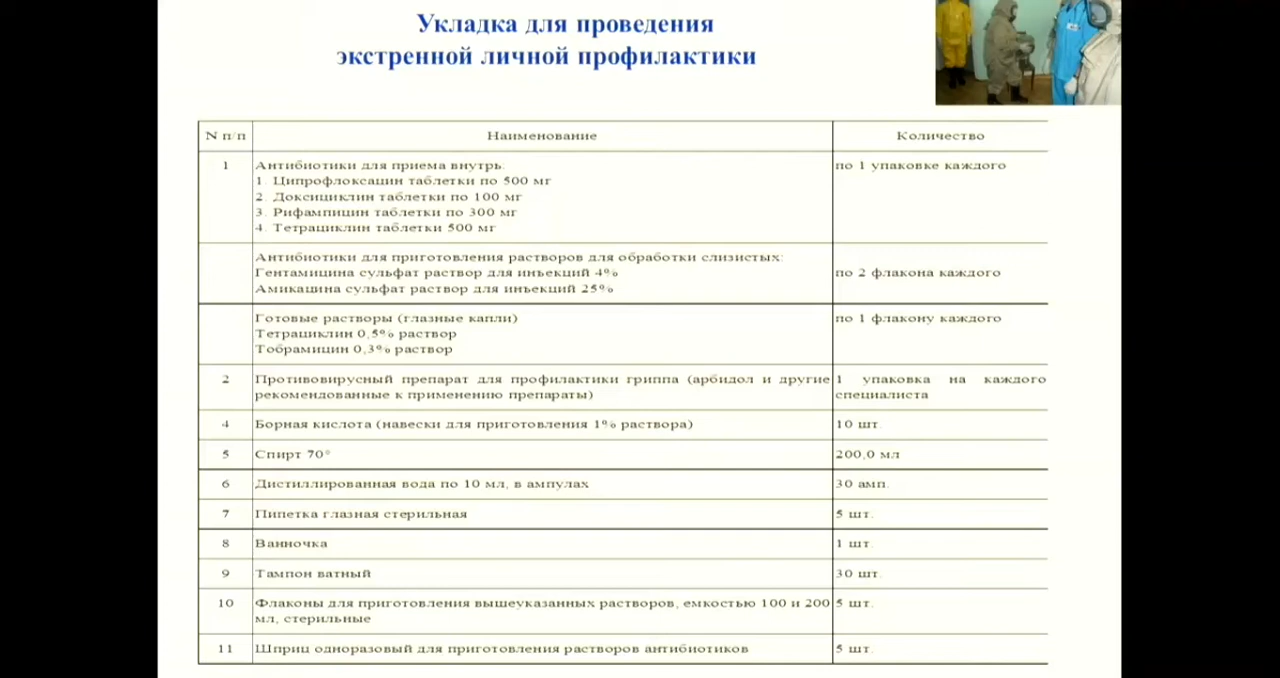 Укладка для проведения
экстренной личной профилактики
N п/п Наименование Количество
1 Антибиотики для приема внутрь. по 1 упаковке каждого
1. Ципрофлоксацин таблетки по 500 мг
2. Доксициклин таблетки по 100 мг
3. Рифампицин таблетки по 300 мг
4. Тетрациклин таблетки 500 мг
Антибиотики для приготовления растворов для обработки слизистых:
Гентамицина сульфат раствор для инъекций 4% по 2 флакона каждого
Амикацина сульфат раствор для инъекций 25%
Готовые растворы (глазные капли) по 1 флакону каждого
Тетрациклин 0,5% раствор
Тобрамицин 0,3% раствор
2 Противовирусный препарат для профилактики гриппа (арбидол и другие 1 упаковка на каждого
рекомендованные к применению препараты) специалиста
4 Борная кислота (навески для приготовления 1% раствора) 10 шт.
5 Спирт 70° 200,0 мл
6 Дистиллированная вода по 10 мл, в ампулах 30 амп.
7 Пипетка глазная стерильная 5 шт.
8 Ванночка 1 шт.
9 Тампон ватный 30 шт.
10 Флаконы для приготовления вышеуказанных растворов, емкостью 100 и 200 5 шт.
мл, стерильные
11 Шприц одноразовый для приготовления растворов антибиотиков 5 шт.